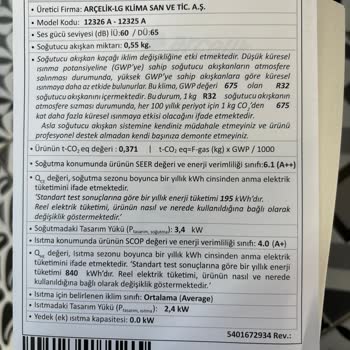 • Üretici Firma : ARÇELİK-LG KLİMA SAN VE TİC. A.Ş.
• Model Kodu: 12326 A - 12325 A
• Ses gücü seviyesi (dB) İÜ:60 / DÜ:65
• Soğutucu akışkan miktarı: 0,55 kg.
• Soğutucu akışkan kaçağı iklim değişikliğine etki etmektedir. Düşük küresel
ısınma potansiyeline (GWP'ye) sahip soğutucu akışkanların atmosfere
salınması durumunda, yüksek GWP'ye sahip akışkanlara göre küresel
ısınmaya daha az etkide bulunurlar. Bu klima, GWP değeri 675 olan R32
soğutucu akışkanını içermektedir. Bu durum, 1 kg R32 soğutucu akışkanın
atmosfere sızması durumunda, her 100 yıllık periyot için 1 kg CO₂'den 675
kat daha fazla küresel ısınmaya etkisi olacağını ifade etmektedir.
Asla soğutucu akışkan sistemine kendiniz müdahale etmeyiniz ve ürünü
profesyonel destek almadan kendi başınıza demonte etmeyiniz.
• Ürünün t-CO₂ eq değeri : 0,371 | t-CO₂ eq=F-gas (kg) x GWP / 1000
• Soğutma konumunda ürünün SEER değeri ve enerji verimliliği sınıfı:6.1 (A++)
• Q, soğutma sezonu boyunca bir yıllık kWh cinsinden anma elektrik
tüketimini ifade etmektedir.
'Standart test sonuçlarına göre bir yıllık enerji tüketimi 195 kWh'dır.
Reel elektrik tüketimi, ürünün nasıl ve nerede kullanıldığına bağlı olarak
değişiklik göstermektedir.'
• Soğutmadaki Tasarım Yükü (Ptasarım, soğutma): 3,4 kW
• Isıtma konumunda ürünün SCOP değeri ve enerji verimliliği sınıfı: 4.0 (A+)
• Q, Isıtma sezonu boyunca bir yıllık kWh cinsinden anma elektrik
tüketimini ifade etmektedir. 'Standart test sonuçlarına göre bir yıllık enerji
tüketimi 840 kWh'dır. Reel elektrik tüketimi, ürünün nasıl ve nerede
kullanıldığına bağlı olarak değişiklik göstermektedir.'
• Isıtma için belirlenen iklim sınıfı: Ortalama (Average)
• Isıtmadaki Tasarım Yükü (Ptasarım, ısıtma): 2,4 kW
• Yedek (ek) ısıtma kapasitesi: 0.0 kW
5401672934 Rev.: